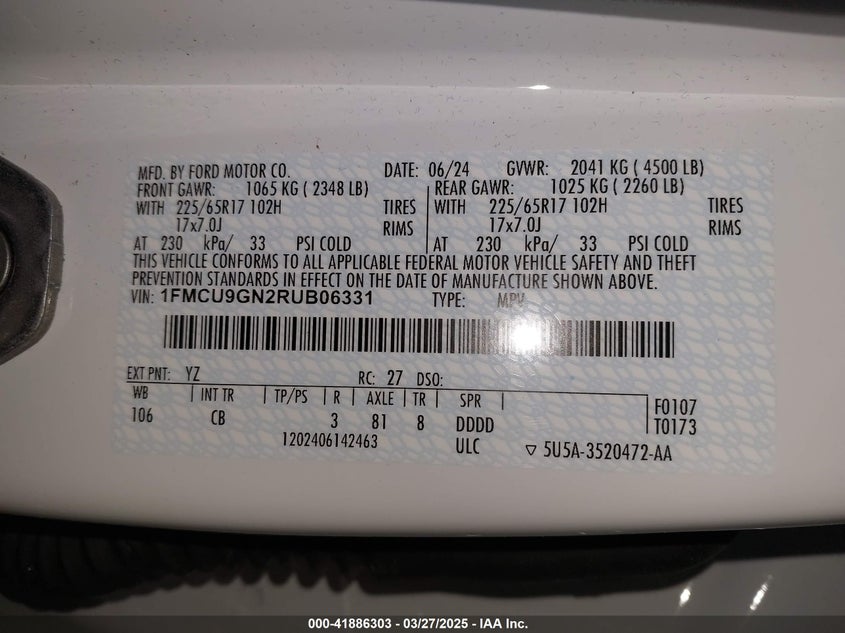 MFD. BY FORD MOTOR CO. DATE: 06/24 GVWR: 2041 KG ( 4500 LB)
FRONT GAWR: 1065 KG ( 2348 LB) REAR GAWR: 1025 KG ( 2260 LB)
WITH 225/65R17 102H TIRES WITH 225/65R17 102H TIRES
17x7.0J RIMS 17x7.0J RIMS
AT 230 kPa/ 33 PSI COLD AT 230 kPa/ 33 PSI COLD
THIS VEHICLE CONFORMS TO ALL APPLICABLE FEDERAL MOTOR VEHICLE SAFETY AND THEFT
PREVENTION STANDARDS IN EFFECT ON THE DATE OF MANUFACTURE SHOWN ABOVE.
VIN: 1FMCU9GN2RUB06331 TYPE: MPV
EXT PNT: YZ RC: 27 DSO:
WB INT TR TP/PS R AXLE TR SPR F0107
106 CB 3 81 8 DDDD T0173
1202406142463 ULC ▽ 5U5A-3520472-AA
000-41886303 / 03/27/2025 - IAA Inc.